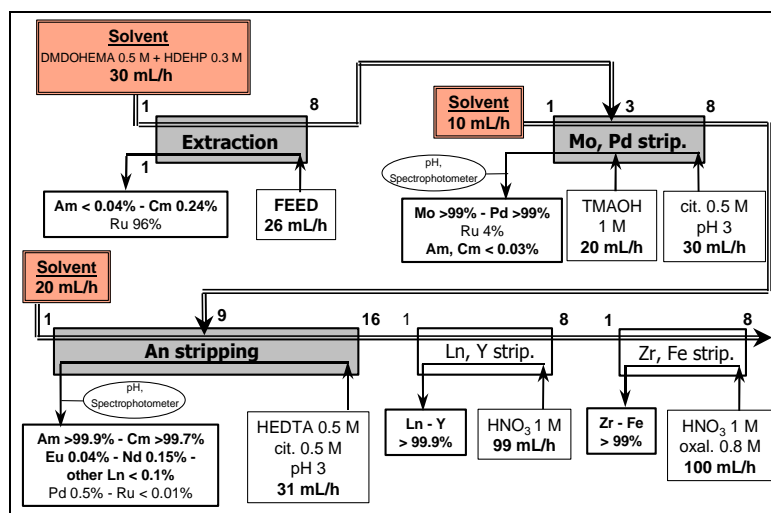 Solvent
DMDOHEMA 0.5 M + HDEHP 0.3 M
30 mL/h
1
8
Extraction
1
Am < 0.04% - Cm 0.24%
Ru 96%
FEED
26 mL/h
Solvent
10 mL/h
1
3
8
Mo, Pd strip.
pH,
Spectrophotometer
Mo >99% - Pd >99%
Ru 4%
Am, Cm < 0.03%
TMAOH
1 M
20 mL/h
cit. 0.5 M
pH 3
30 mL/h
Solvent
20 mL/h
1
9
16
An stripping
pH,
Spectrophotometer
Am >99.9% - Cm >99.7%
Eu 0.04% - Nd 0.15% -
other Ln < 0.1%
Pd 0.5% - Ru < 0.01%
HEDTA 0.5 M
cit. 0.5 M
pH 3
31 mL/h
1
8
Ln, Y strip.
Ln - Y
> 99.9%
HNO3 1 M
99 mL/h
1
8
Zr, Fe strip.
Zr - Fe
> 99%
HNO3 1 M
oxal. 0.8 M
100 mL/h